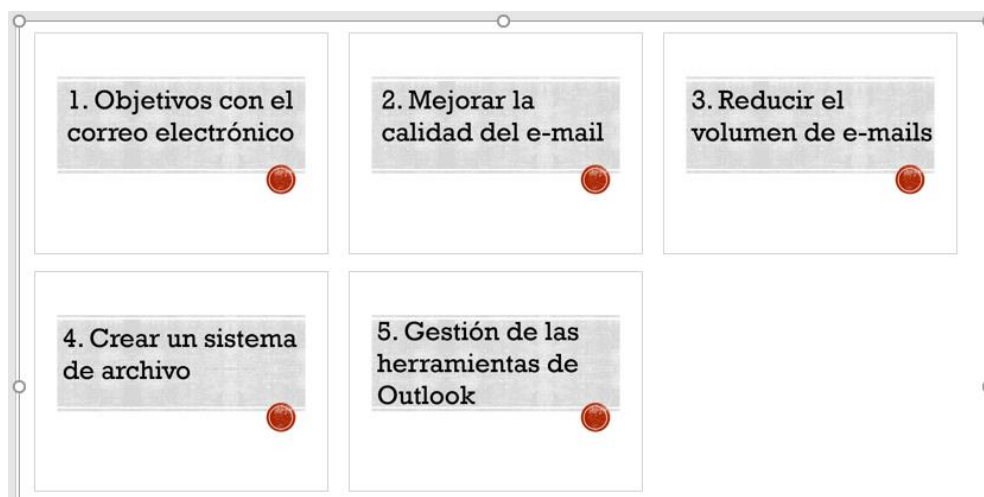 1. Objetivos con el
correo electrónico
2. Mejorar la
calidad del e-mail
3. Reducir el
volumen de e-mails
4. Crear un sistema
de archivo
5. Gestión de las
herramientas de
Outlook